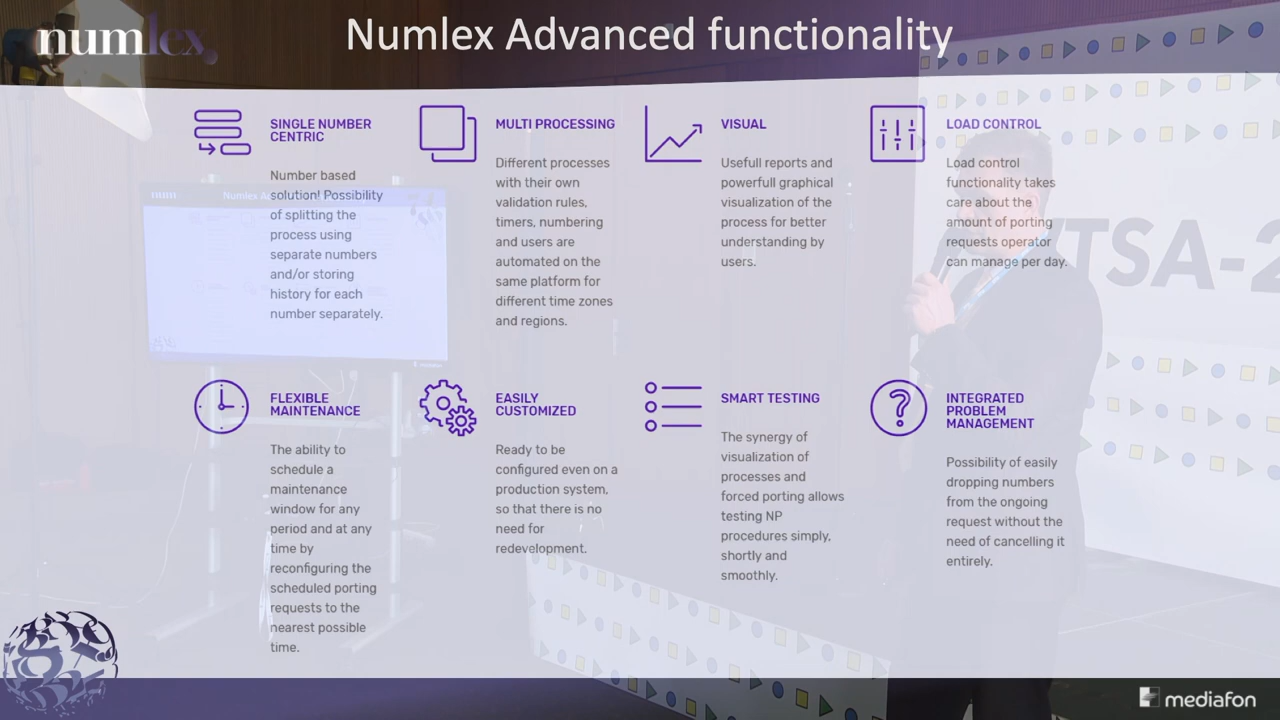 numlex
Numlex Advanced functionality
SINGLE NUMBER
CENTRIC
Number based
solution! Possibility
of splitting the
process using
separate numbers
and/or storing
history for each
number separately.
MULTI PROCESSING
Different processes
with their own
validation rules,
timers, numbering
and users are
automated on the
same platform for
different time zones
and regions.
VISUAL
Usefull reports and
powerfull graphical
visualization of the
process for better
understanding by
users.
LOAD CONTROL
Load control
functionality takes
care about the
amount of porting
requests operator
can manage per day.
TSA-2
FLEXIBLE
MAINTENANCE
The ability to
schedule a
maintenance
window for any
period and at any
time by
reconfiguring the
scheduled porting
requests to the
nearest possible
time.
EASILY
CUSTOMIZED
Ready to be
configured even on a
production system,
so that there is no
need for
redevelopment.
SMART TESTING
The synergy of
visualization of
processes and
forced porting allows
testing NP
procedures simply,
shortly and
smoothly.
INTEGRATED
PROBLEM
MANAGEMENT
Possibility of easily
dropping numbers
from the ongoing
request without the
need of cancelling it
entirely.
mediafon